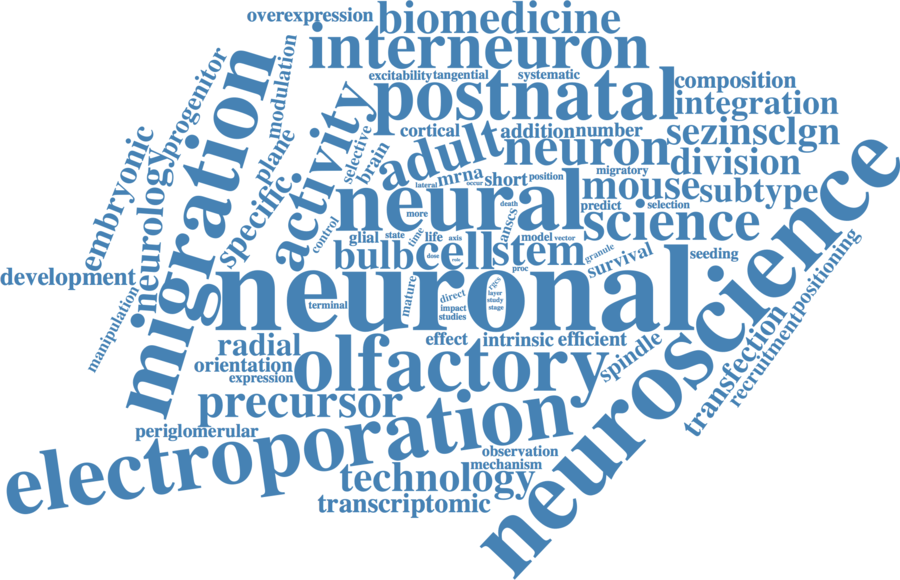 overexpression
biomedicine
interneuron
excitability
tangential
systematic
postnatal
composition
integration
progenitor
modulation
migration
activity
cortical
addition
number
sezinsclgn
selective
brain
adult
neuron
division
embryonic
neurology
plane
specific
lateral
mrna
occur
short
position
migratory
mouse
subtype
neural
death
predict
selection
science
neuroscience
control
more
glial
state
time
life
axis
anscs
model
vector
granule
survival
seeding
positioning
development
bulb
cell
dose
stem
proc
neuronal
manipulation
terminal
mature
direct
impact
studies
rgcs
layer
study
stage
radial
effect
intrinsic
efficient
spindle
transfection
recruitment
orientation
expression
olfactory
precursor
periglomerular
electroporation
observation
mechanism
technology
transcriptomic